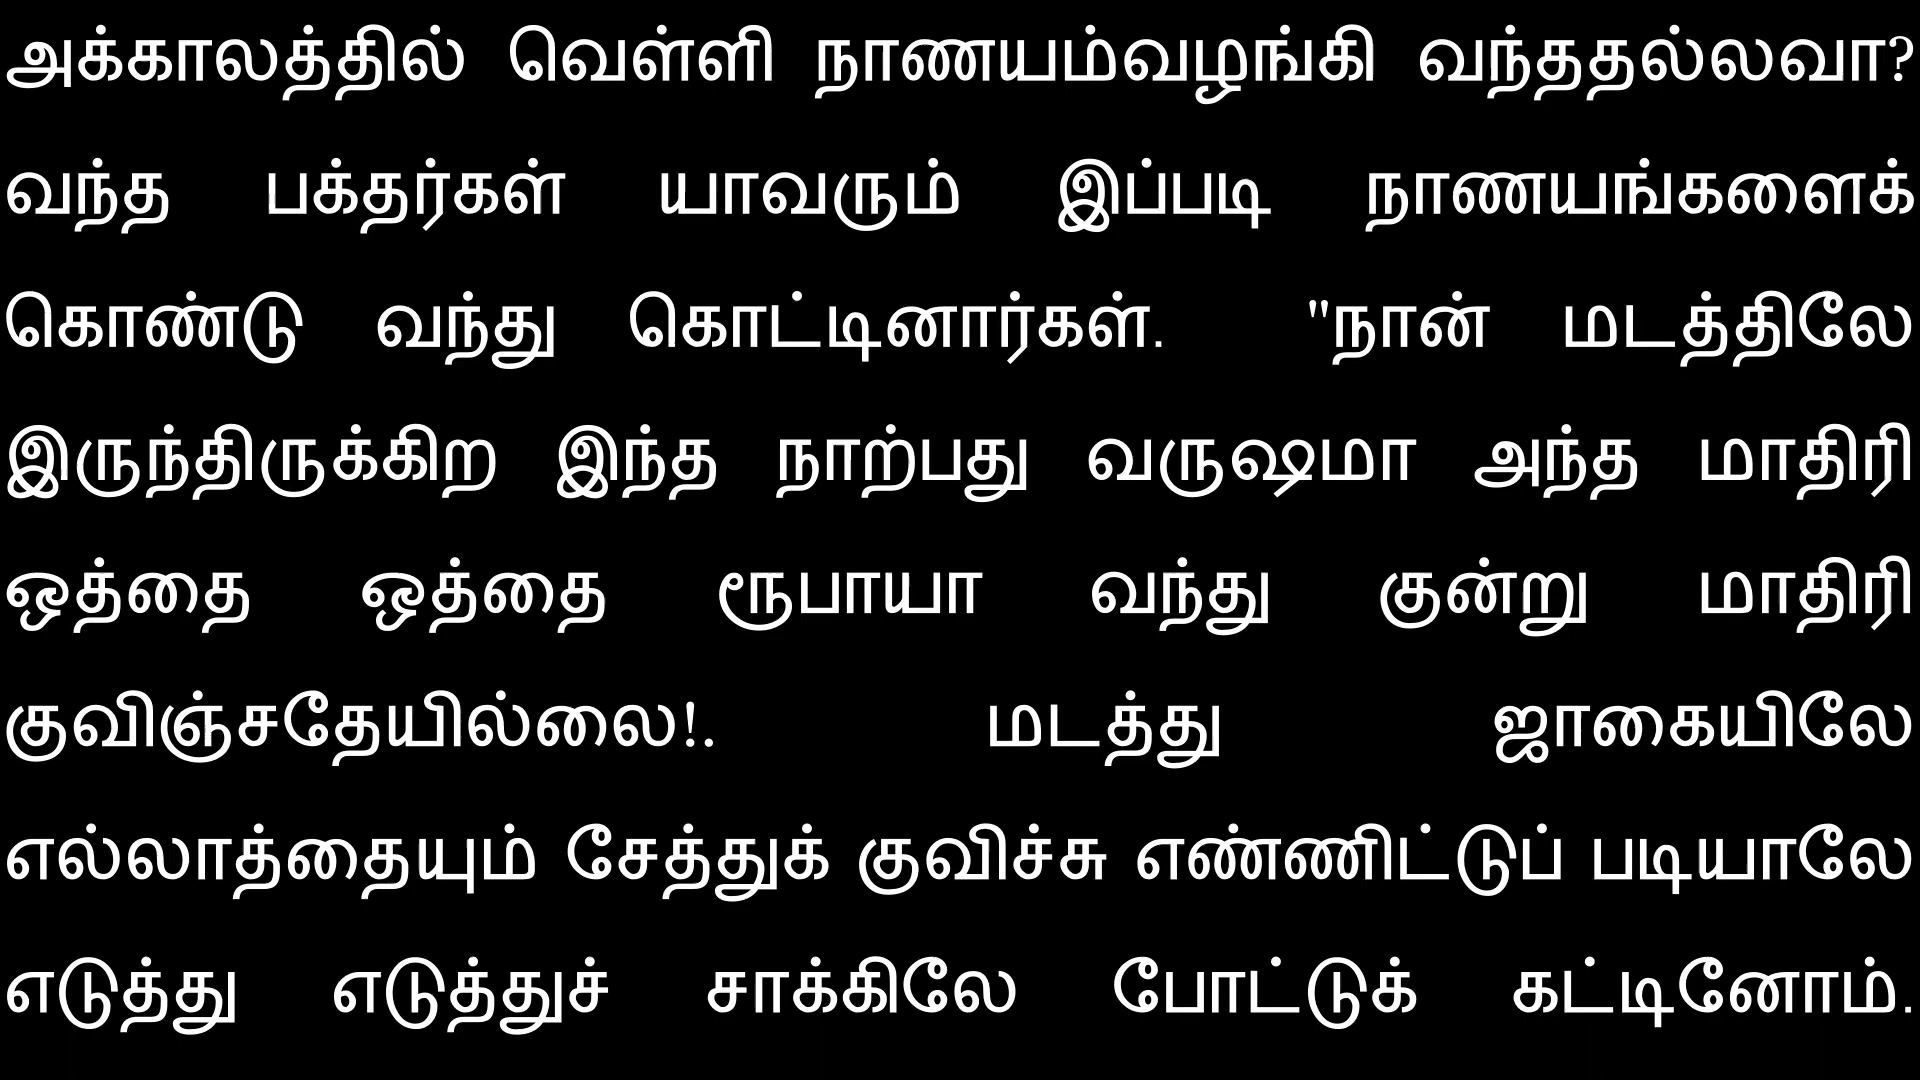 அக்காலத்தில் வெள்ளி நாணயம்வழங்கி வந்ததல்லவா?
வந்த பக்தர்கள் யாவரும் இப்படி நாணயங்களைக்
கொண்டு வந்து கொட்டினார்கள். "நான் மடத்திலே
இருந்திருக்கிற இந்த நாற்பது வருஷமா அந்த மாதிரி
ஒத்தை ஒத்தை ரூபாயா வந்து குன்று மாதிரி
குவிஞ்சதேயில்லை!. மடத்து ஜாகையிலே
எல்லாத்தையும் சேத்துக் குவிச்சு எண்ணிட்டுப் படியாலே
எடுத்து எடுத்துச் சாக்கிலே போட்டுக் கட்டினோம்.